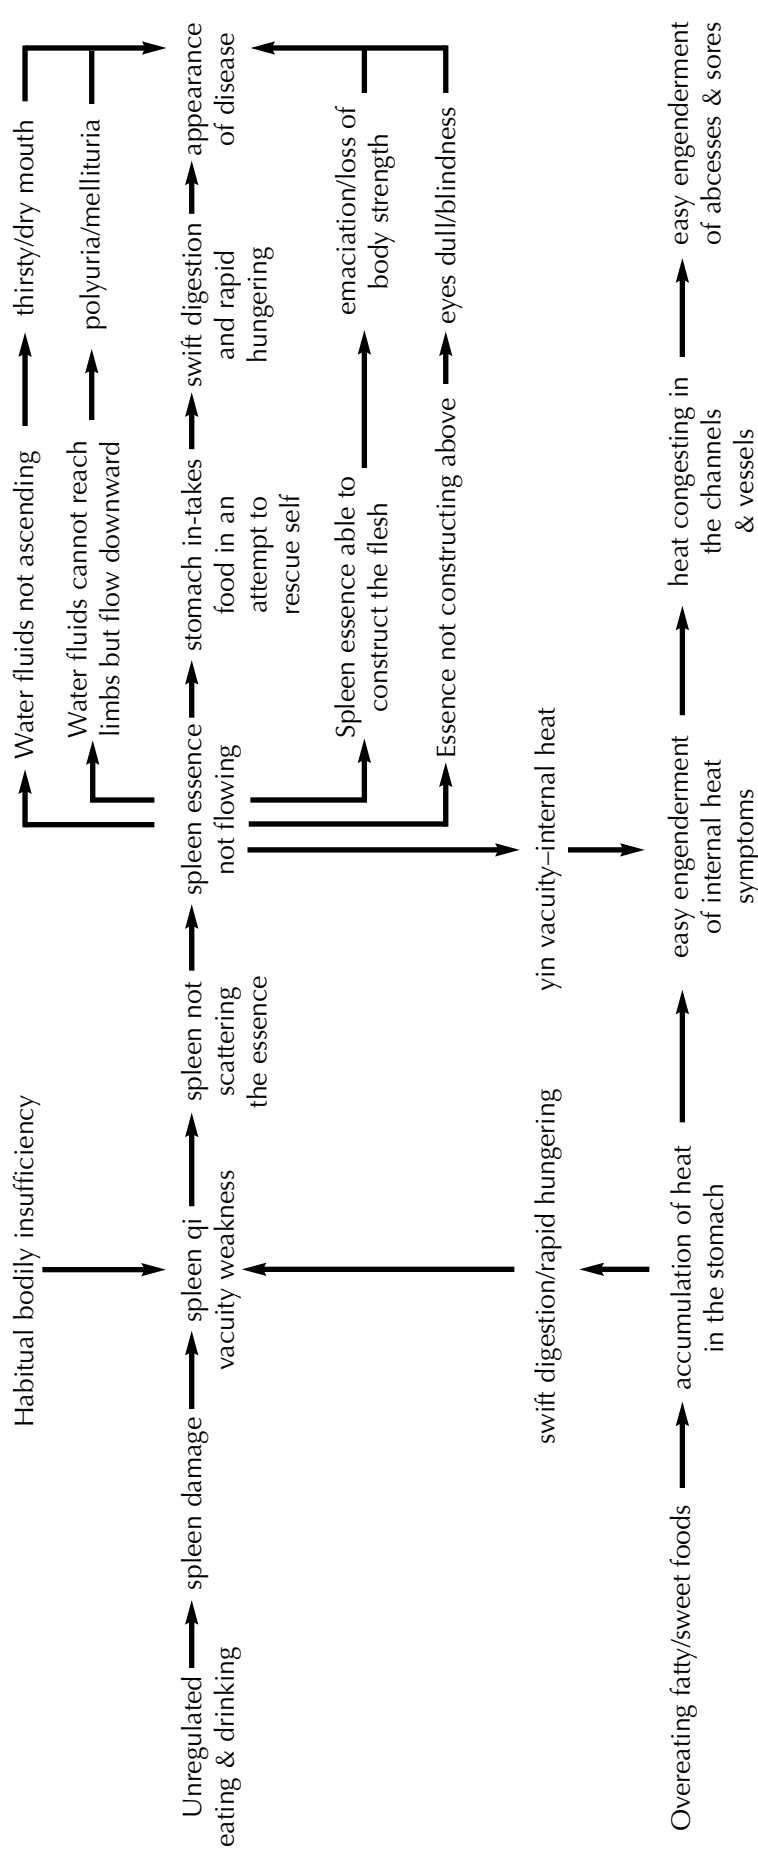 Habitual bodily insufficiency
Water fluids not ascending
thirsty/dry mouth
Water fluids cannot reach
limbs but flow downward
polyuria/mellituria
Unregulated
eating & drinking
spleen damage
spleen qi
vacuity weakness
spleen not
scattering
the essence
spleen essence
not flowing
stomach in-takes
food in an
attempt to
rescue self
swift digestion
and rapid
hungering
appearance
of disease
Spleen essence able to
construct the flesh
emaciation/loss of
body strength
Essence not constructing above
eyes dull/blindness
swift digestion/rapid hungering
yin vacuity–internal heat
Overeating fatty/sweet foods
accumulation of heat
in the stomach
easy engenderment
of internal heat
symptoms
heat congesting in
the channels
& vessels
easy engenderment
of abcesses & sores